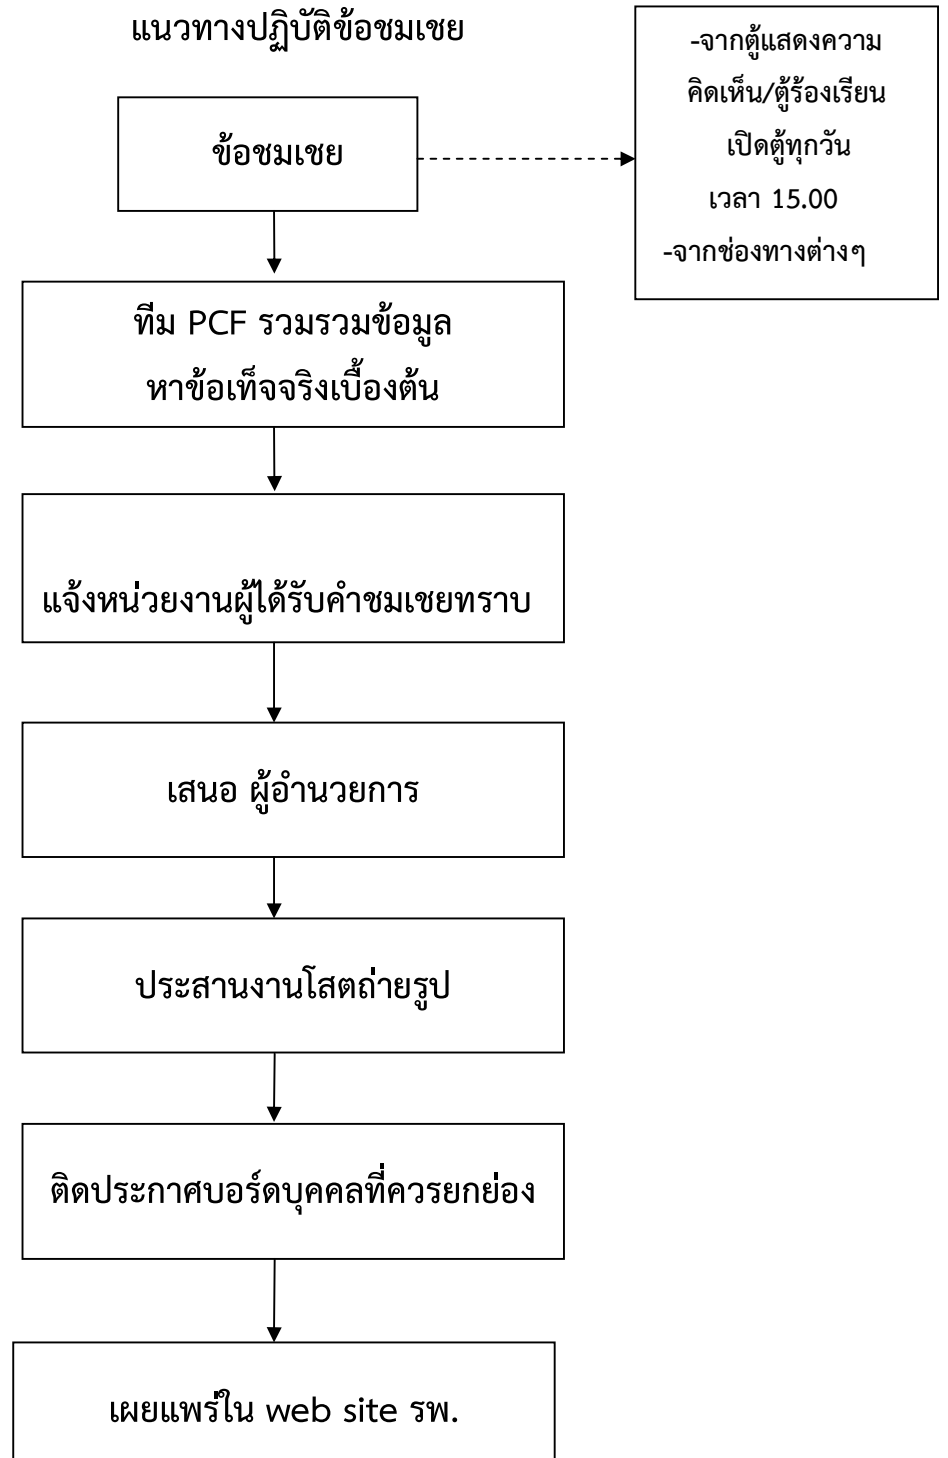 แนวทางปฏิบัติข้อชมเชย
ข้อชมเชย
-จากตู้แสดงความ
คิดเห็น/ตู้ร้องเรียน
เปิดตู้ทุกวัน
เวลา 15.00
-จากช่องทางต่างๆ
ทีม PCF รวมรวมข้อมูล
หาข้อเท็จจริงเบื้องต้น
แจ้งหน่วยงานผู้ได้รับคำชมเชยทราบ
เสนอ ผู้อำนวยการ
ประสานงานโสตถ่ายรูป
ติดประกาศบอร์ดบุคคลที่ควรยกย่อง
เผยแพร่ใน web site รพ.